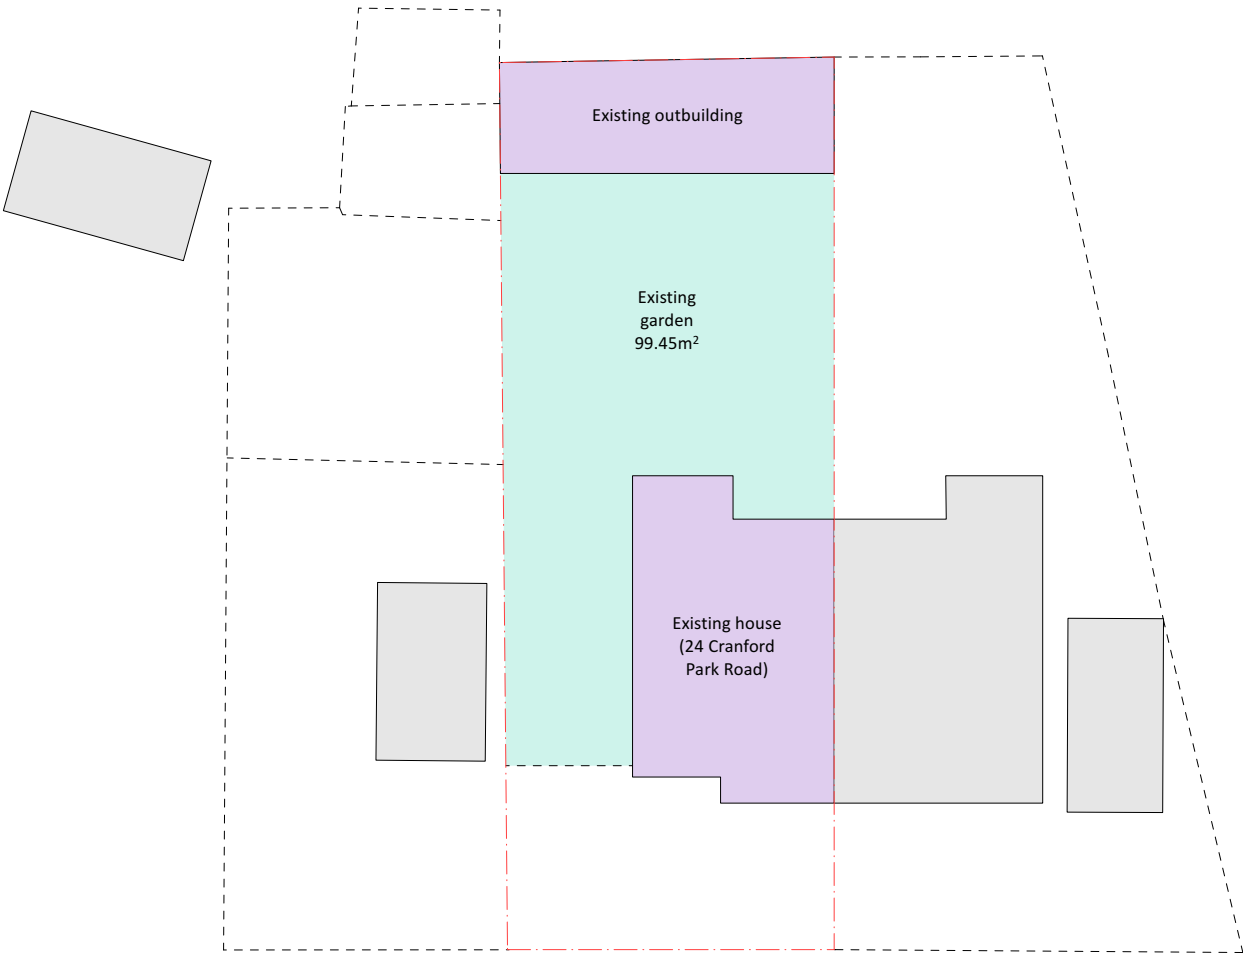 Existing outbuilding
Existing
garden
99.45m²
Existing house
(24 Cranford
Park Road)